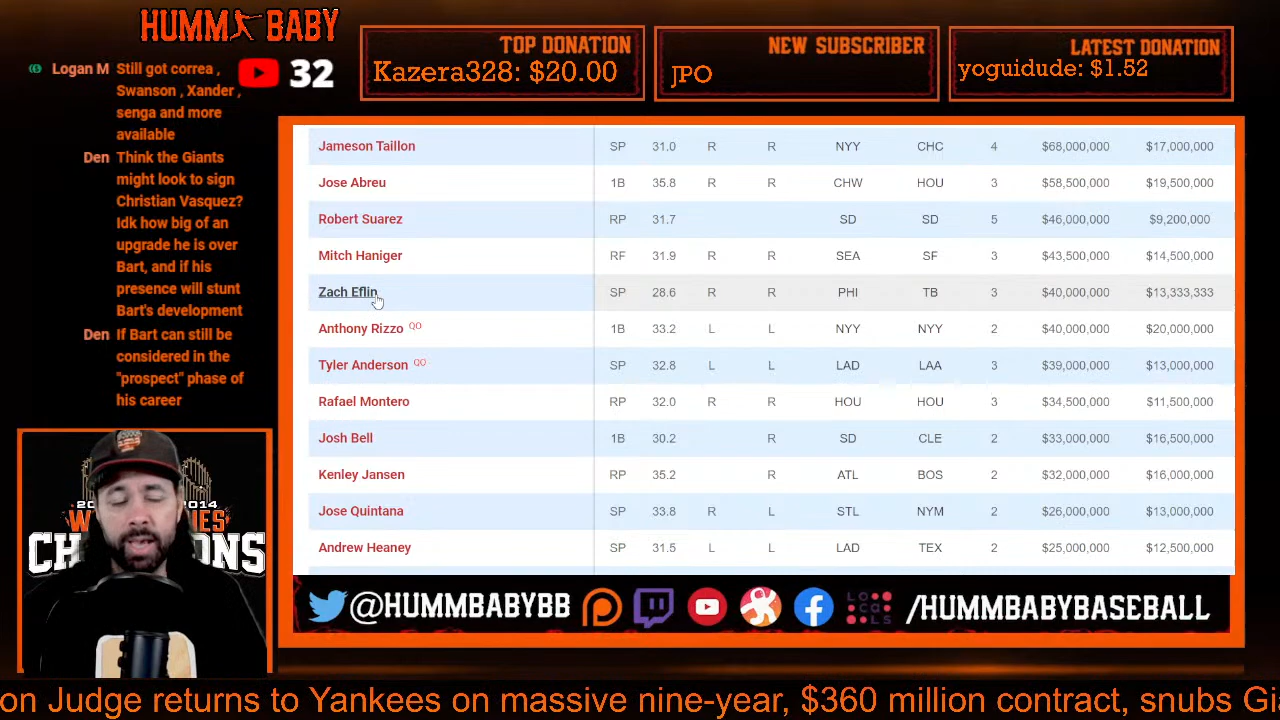 HUMM BABY
TOP DONATION
Kazera328: $20.00
NEW SUBSCRIBER
JPO
LATEST DONATION
yoguidude: $1.52
32
Logan M Still got correa ,
Swanson , Xander ,
senga and more
available
Den Think the Giants
might look to sign
Christian Vasquez?
Idk how big of an
upgrade he is over
Bart, and if his
presence will stunt
Bart's development
Den If Bart can still be
considered in the
"prospect" phase of
his career
Jameson Taillon SP 31.0 R R NYY CHC 4 $68,000,000 $17,000,000
Jose Abreu 1B 35.8 R R CHW HOU 3 $58,500,000 $19,500,000
Robert Suarez RP 31.7 SD SD 5 $46,000,000 $9,200,000
Mitch Haniger RF 31.9 R R SEA SF 3 $43,500,000 $14,500,000
Zach Eflin SP 28.6 R R PHI TB 3 $40,000,000 $13,333,333
Anthony Rizzo QO 1B 33.2 L L NYY NYY 2 $40,000,000 $20,000,000
Tyler Anderson QO SP 32.8 L L LAD LAA 3 $39,000,000 $13,000,000
Rafael Montero RP 32.0 R R HOU HOU 3 $34,500,000 $11,500,000
Josh Bell 1B 30.2 R SD CLE 2 $33,000,000 $16,500,000
Kenley Jansen RP 35.2 R ATL BOS 2 $32,000,000 $16,000,000
Jose Quintana SP 33.8 R L STL NYM 2 $26,000,000 $13,000,000
Andrew Heaney SP 31.5 L L LAD TEX 2 $25,000,000 $12,500,000
2014
CH
ONS
@HUMMBABYBB
LOCALS
/HUMMBABYBASEBALL
on Judge returns to Yankees on massive nine-year, $360 million contract, snubs Gi